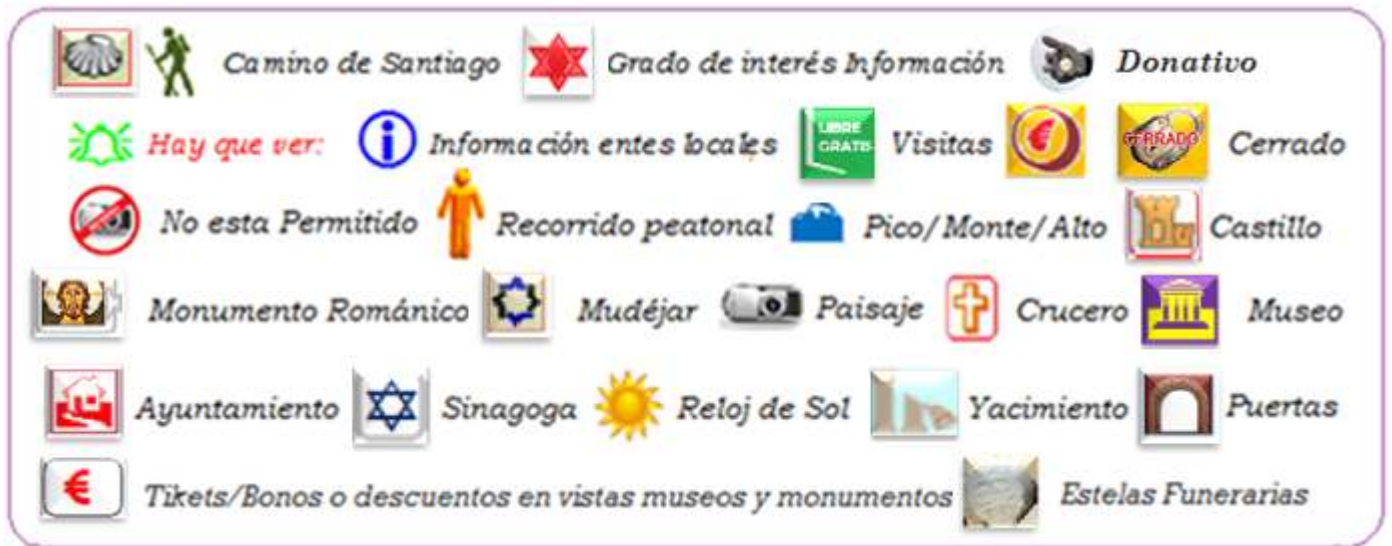 Camino de Santiago Grado de interés Información Donativo
Hay que ver: Información entes locales LIBRE GRATIS Visitas € CERRADO Cerrado
No esta Permitido Recorrido peatonal Pico/Monte/Alto Castillo
Monumento Románico Mudéjar Paisaje Crucero Museo
Ayuntamiento Sinagoga Reloj de Sol Yacimiento Puertas
€ Tikets/Bonos o descuentos en vistas museos y monumentos Estelas Funerarias